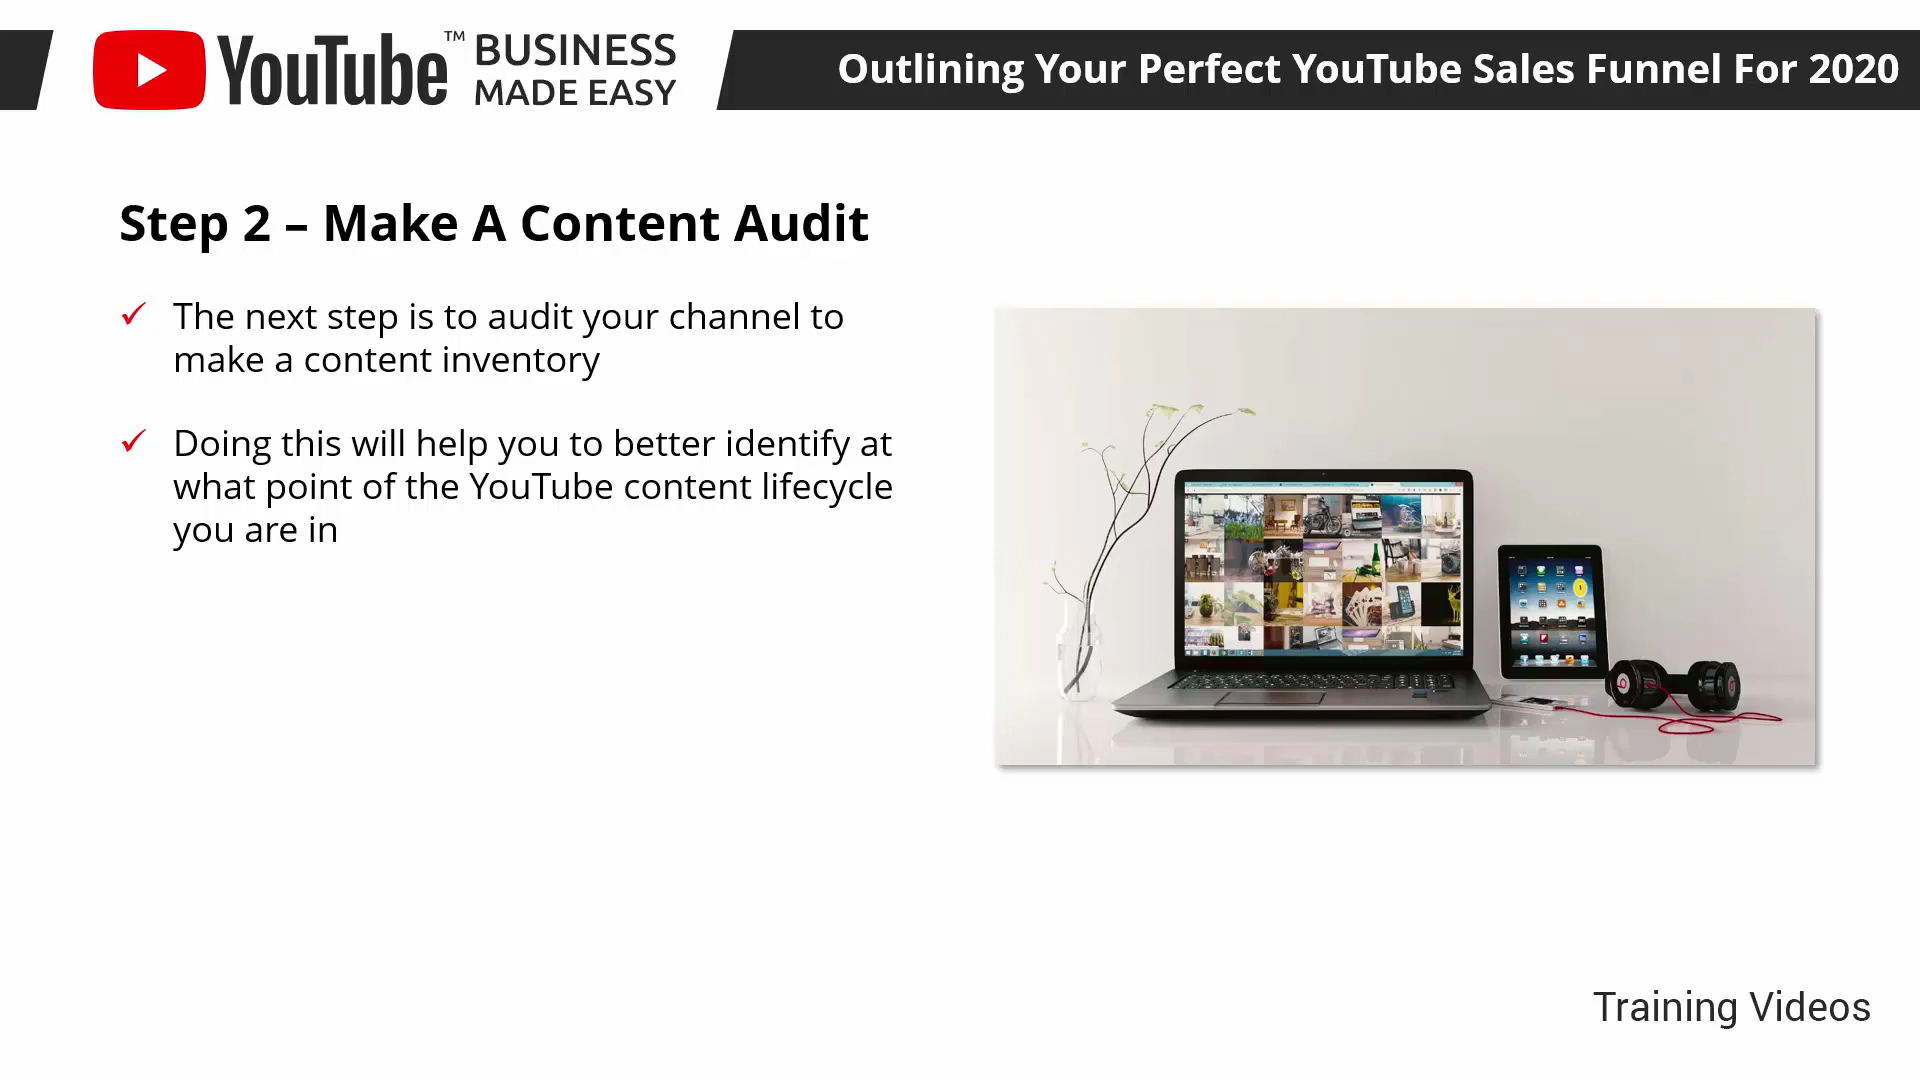 YouTube™ BUSINESS
MADE EASY
Outlining Your Perfect YouTube Sales Funnel For 2020
Step 2 – Make A Content Audit
✓ The next step is to audit your channel to
make a content inventory
✓ Doing this will help you to better identify at
what point of the YouTube content lifecycle
you are in
Training Videos